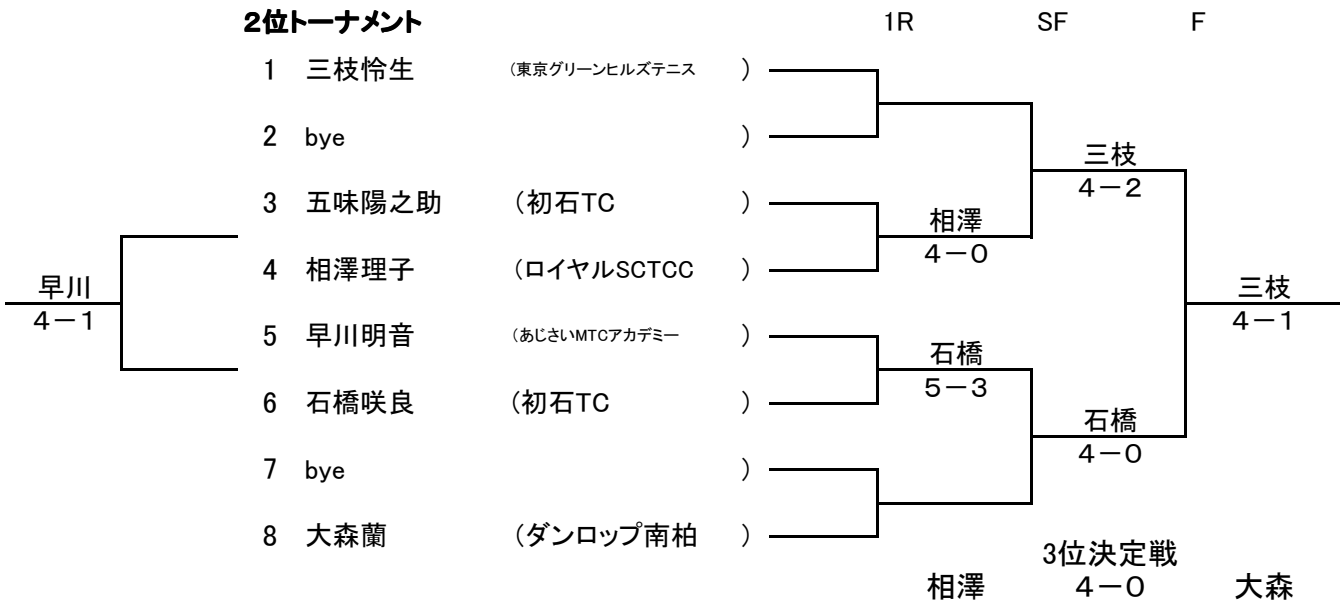 2位トーナメント 1R SF F
1 三枝怜生 (東京グリーンヒルズテニス )
2 bye )
三枝
4－2
3 五味陽之助 (初石TC )
相澤
4－0
4 相澤理子 (ロイヤルSCTCC )
早川
4－1
三枝
4－1
5 早川明音 (あじさいMTCアカデミー )
石橋
5－3
6 石橋咲良 (初石TC )
石橋
4－0
7 bye )
8 大森蘭 (ダンロップ南柏 )
3位決定戦
相澤 4－0 大森